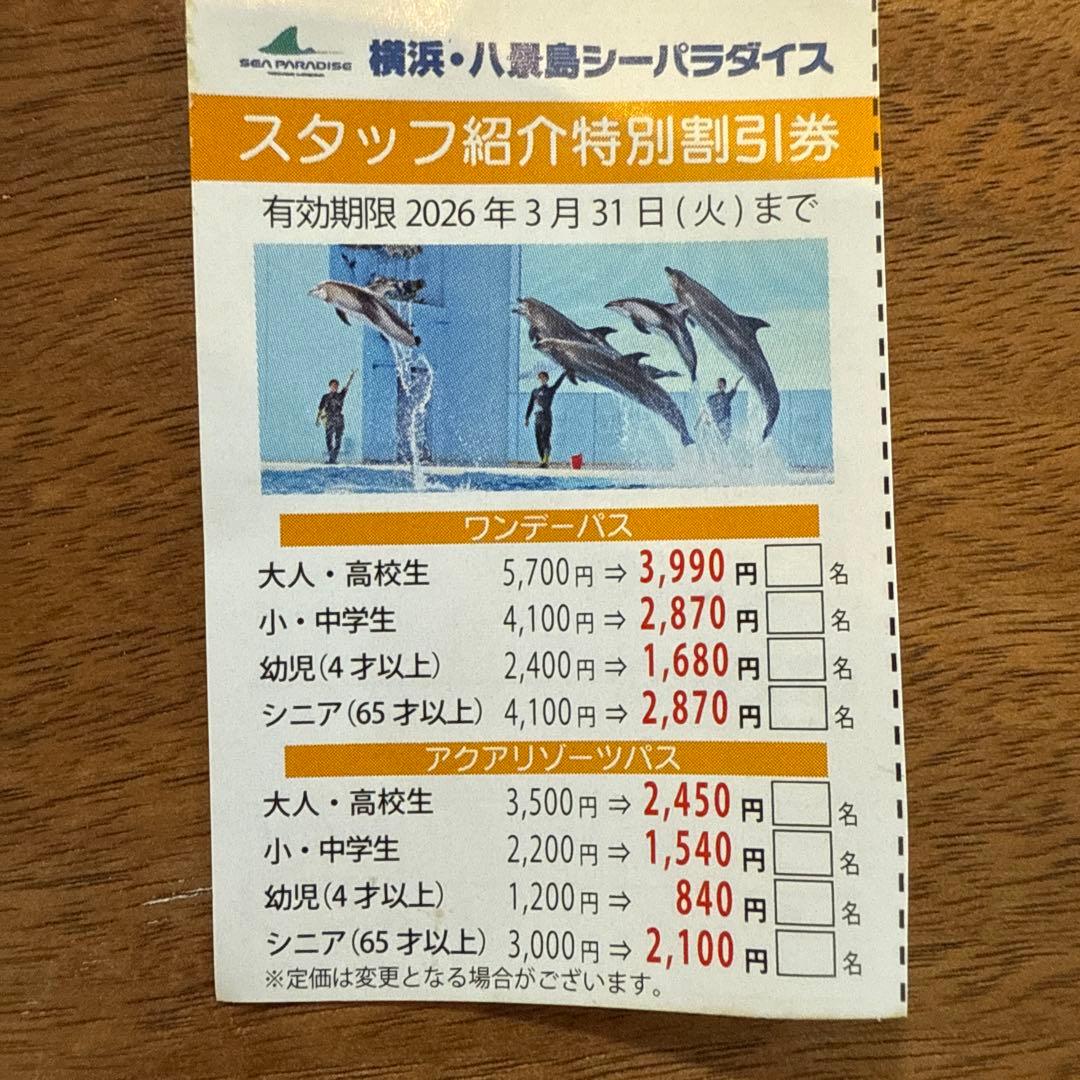 SEA PARADISE
横浜・八景島シーパラダイス
スタッフ紹介特別割引券
有効期限 2026 年 3 月 31 日 ( 火 ) まで
ワンデーパス
大人・高校生 5,700円 ⇒ 3,990 円 名
小・中学生 4,100円 ⇒ 2,870 円 名
幼児(4 才以上) 2,400円 ⇒ 1,680 円 名
シニア(65 才以上) 4,100円 ⇒ 2,870 円 名
アクアリゾーツパス
大人・高校生 3,500円 ⇒ 2,450 円 名
小・中学生 2,200円 ⇒ 1,540 円 名
幼児(4 才以上) 1,200円 ⇒ 840 円 名
シニア(65 才以上) 3,000円 ⇒ 2,100 円 名
※定価は変更となる場合がございます。